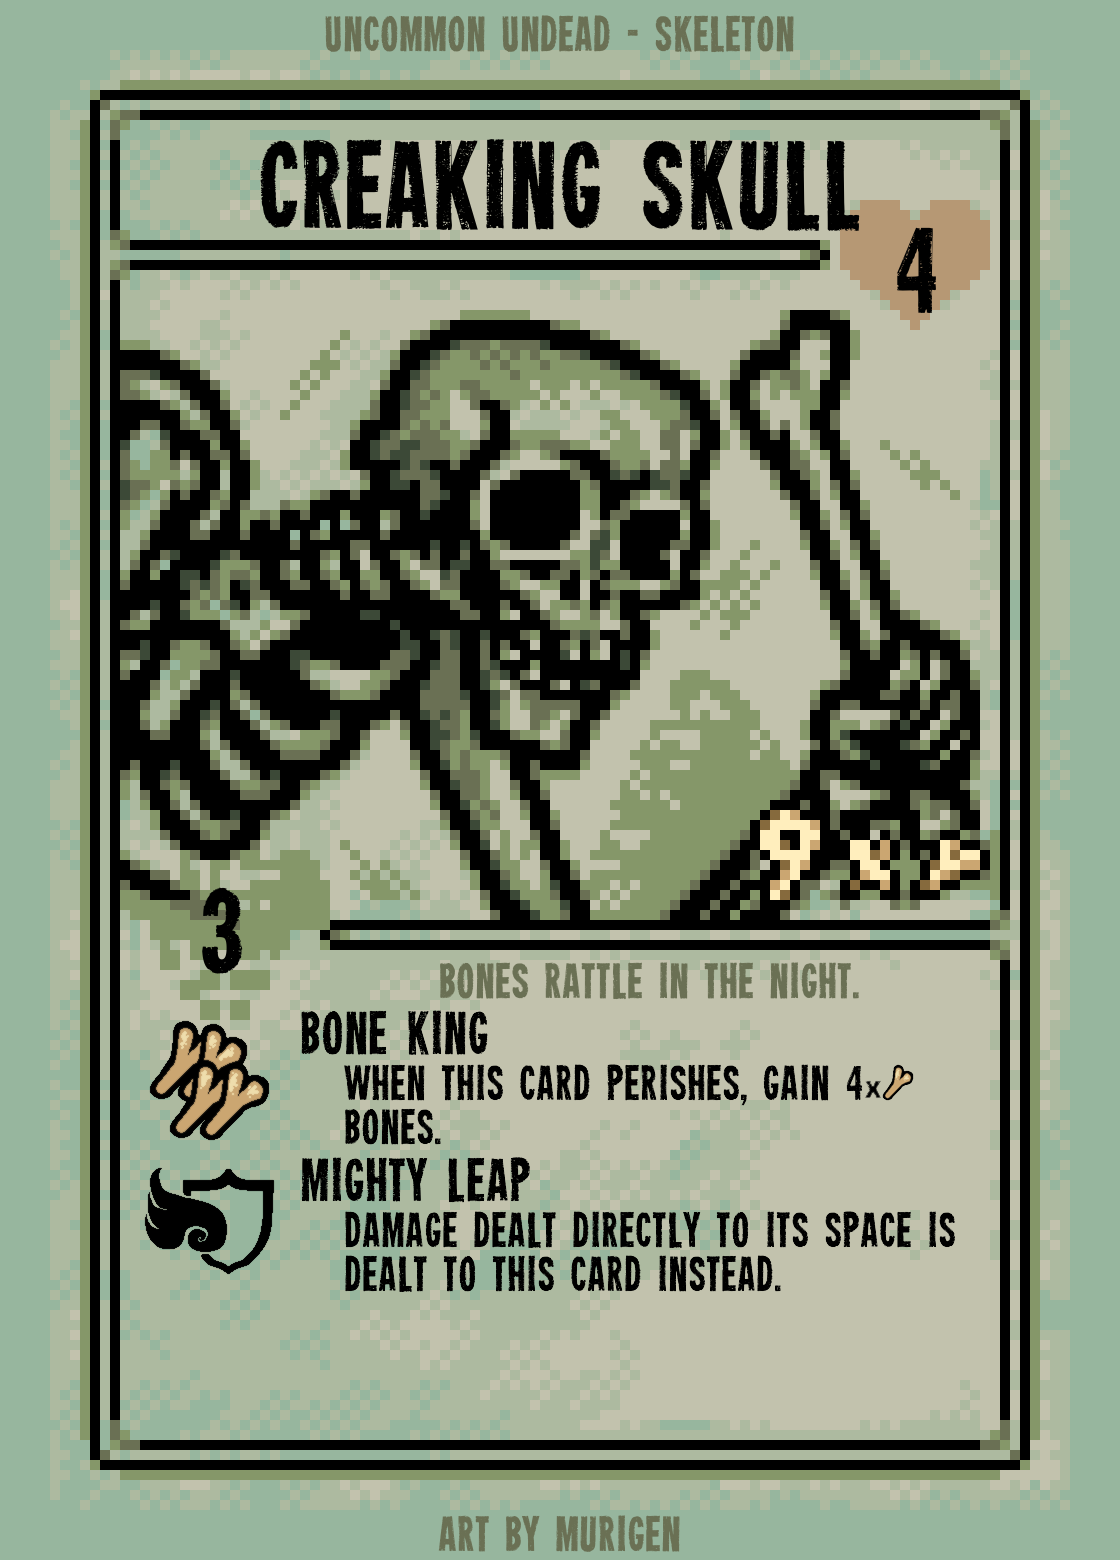 UNCOMMON UNDEAD - SKELETON
CREAKING SKULL
4
9 x
3
BONES RATTLE IN THE NIGHT.
BONE KING
WHEN THIS CARD PERISHES, GAIN 4x
BONES.
MIGHTY LEAP
DAMAGE DEALT DIRECTLY TO ITS SPACE IS
DEALT TO THIS CARD INSTEAD.
ART BY MURIGEN